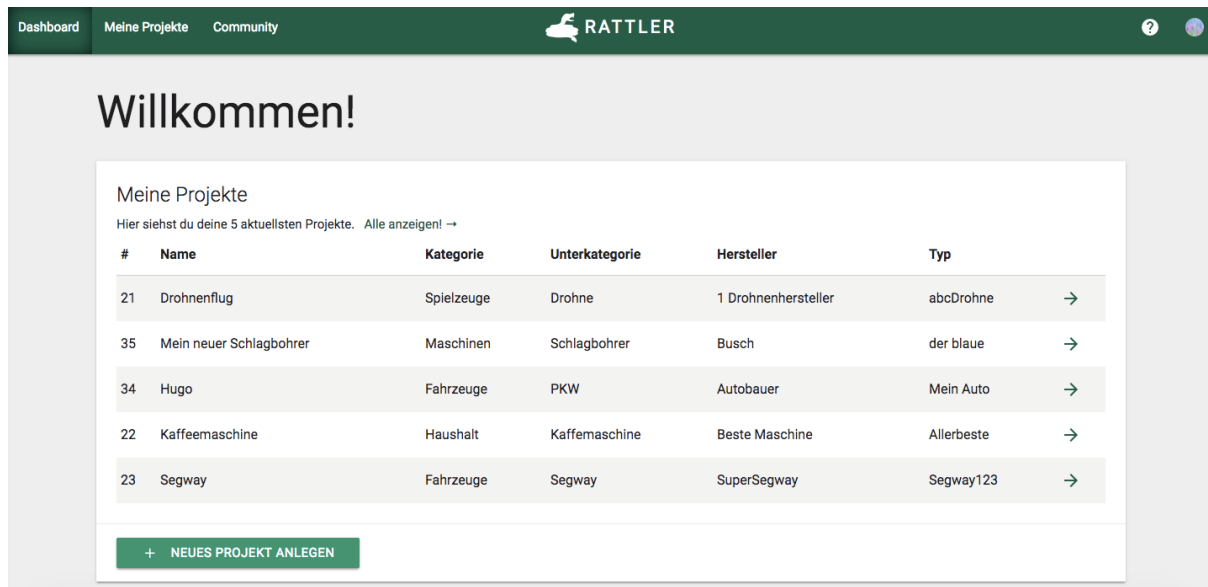 Dashboard Meine Projekte Community RATTLER ?
Willkommen!
Meine Projekte
Hier siehst du deine 5 aktuellsten Projekte. Alle anzeigen! →
# Name Kategorie Unterkategorie Hersteller Typ
21 Drohnenflug Spielzeuge Drohne 1 Drohnenhersteller abcDrohne →
35 Mein neuer Schlagbohrer Maschinen Schlagbohrer Busch der blaue →
34 Hugo Fahrzeuge PKW Autobauer Mein Auto →
22 Kaffeemaschine Haushalt Kaffemaschine Beste Maschine Allerbeste →
23 Segway Fahrzeuge Segway SuperSegway Segway123 →
+ NEUES PROJEKT ANLEGEN